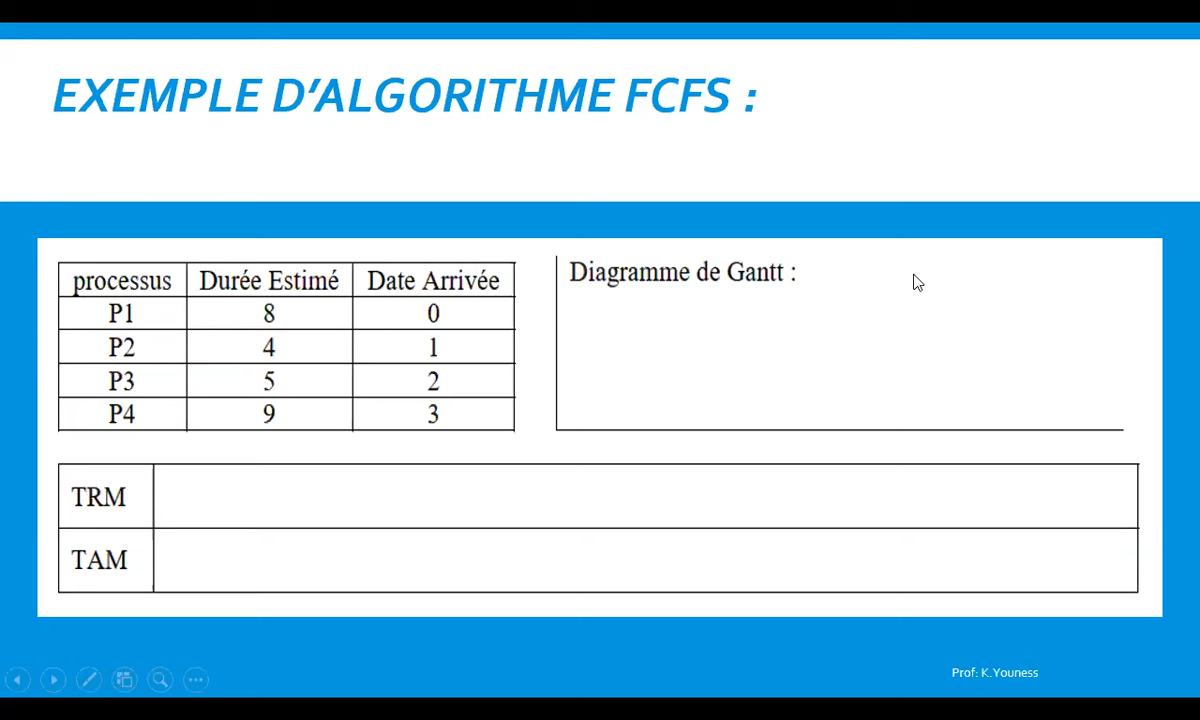 EXEMPLE D'ALGORITHME FCFS :
processus Durée Estimé Date Arrivée
P1 8 0
P2 4 1
P3 5 2
P4 9 3
Diagramme de Gantt :
TRM
TAM
Prof: K.Youness